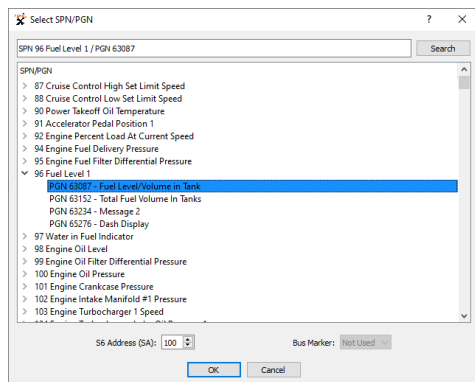 Select SPN/PGN
SPN 96 Fuel Level 1 / PGN 63087
Search
SPN/PGN
87 Cruise Control High Set Limit Speed
88 Cruise Control Low Set Limit Speed
90 Power Takeoff Oil Temperature
91 Accelerator Pedal Position 1
92 Engine Percent Load At Current Speed
94 Engine Fuel Delivery Pressure
95 Engine Fuel Filter Differential Pressure
96 Fuel Level 1
PGN 63087 - Fuel Level/Volume in Tank
PGN 63152 - Total Fuel Volume In Tanks
PGN 63234 - Message 2
PGN 65276 - Dash Display
97 Water in Fuel Indicator
98 Engine Oil Level
99 Engine Oil Filter Differential Pressure
100 Engine Oil Pressure
101 Engine Crankcase Pressure
102 Engine Intake Manifold #1 Pressure
103 Engine Turbocharger 1 Speed
S6 Address (SA): 100 Bus Marker: Not Used
OK Cancel